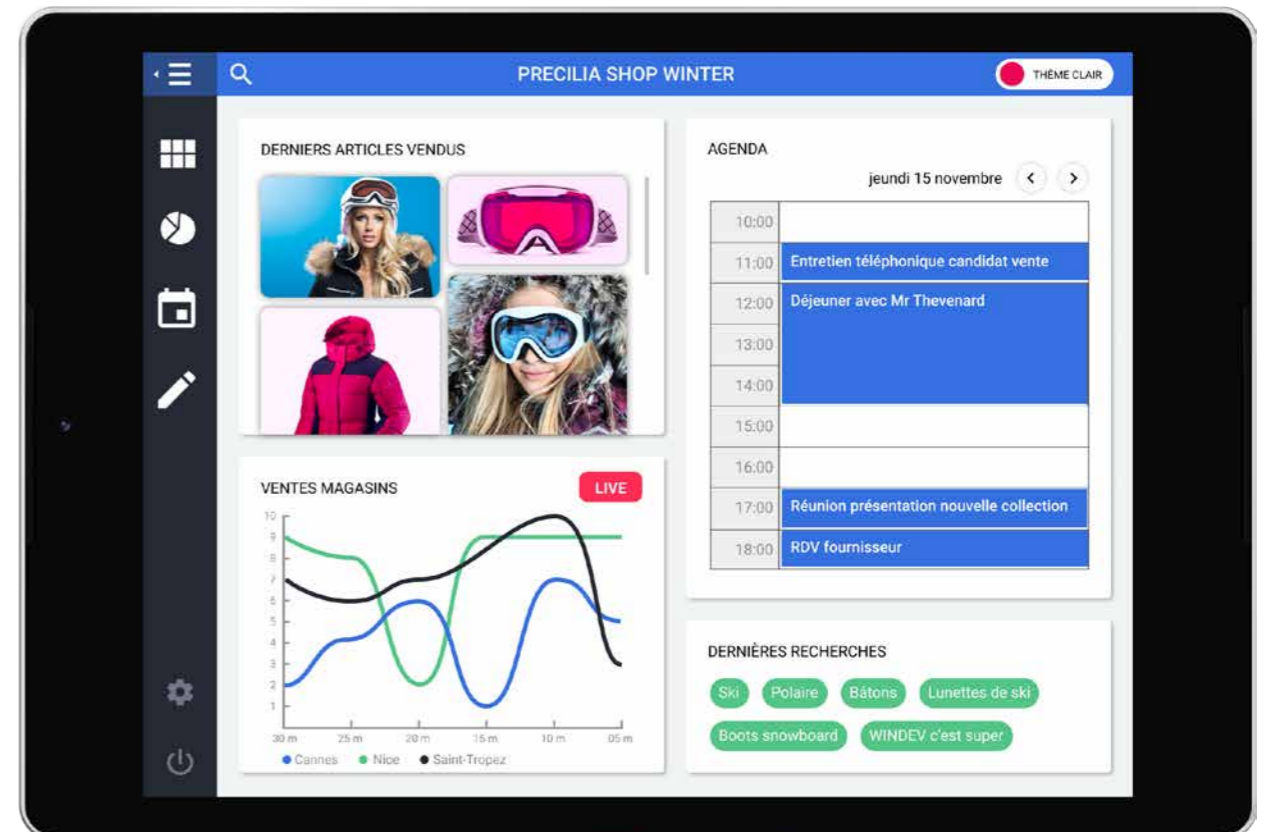 PRECILIA SHOP WINTER
THÈME CLAIR
DERNIERS ARTICLES VENDUS
AGENDA
jeudi 15 novembre
10:00
11:00 Entretien téléphonique candidat vente
12:00 Déjeuner avec Mr Thevenard
13:00
14:00
15:00
16:00
17:00 Réunion présentation nouvelle collection
18:00 RDV fournisseur
VENTES MAGASINS
LIVE
10
9
8
7
6
5
4
3
2
1
30 m 25 m 20 m 15 m 10 m 05 m
Cannes Nice Saint-Tropez
DERNIÈRES RECHERCHES
Ski Polaire Bâtons Lunettes de ski
Boots snowboard WINDEV c'est super